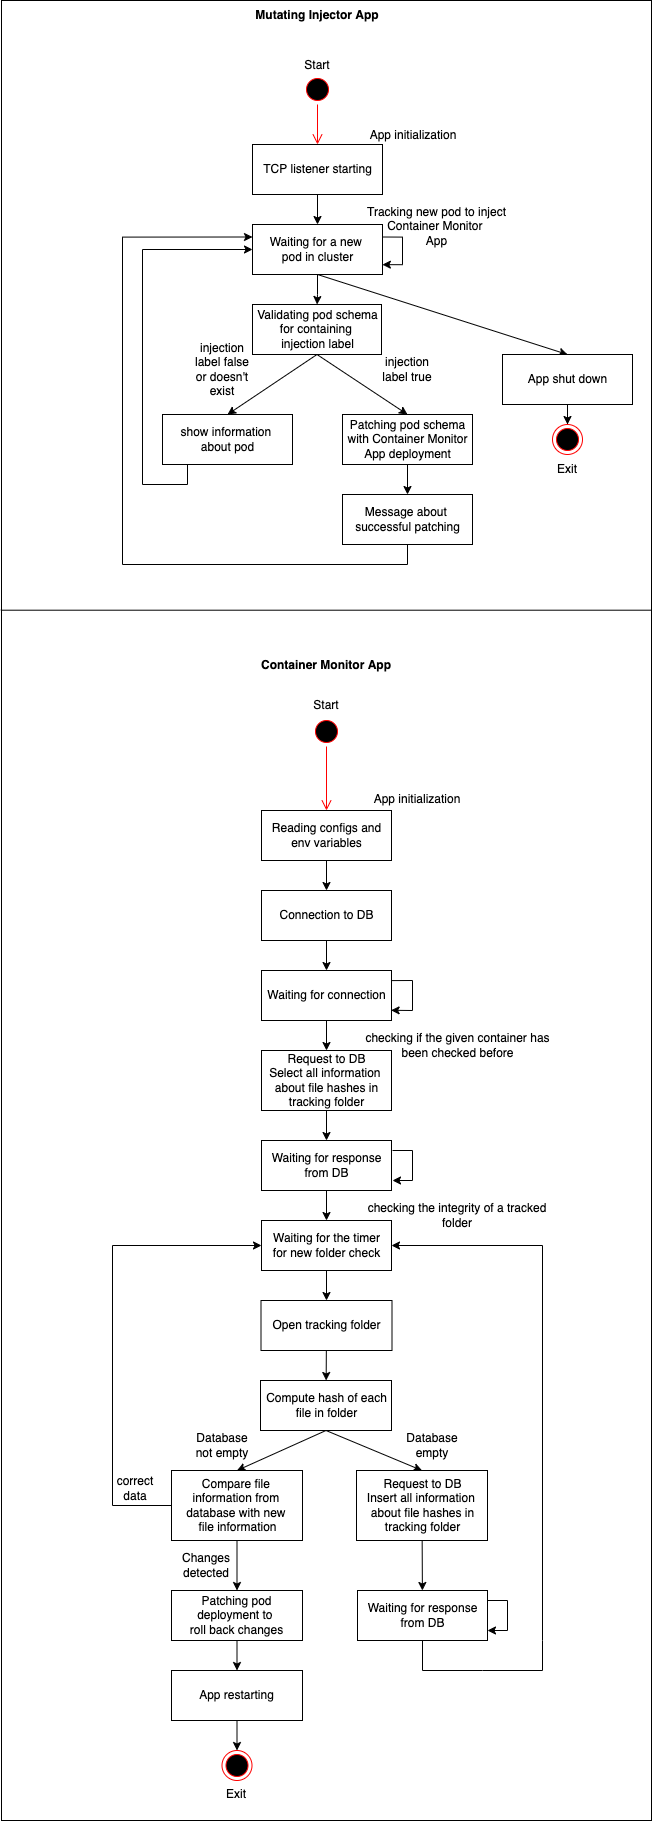 Mutating Injector App
Start
App initialization
TCP listener starting
Tracking new pod to inject
Container Monitor
App
Waiting for a new
pod in cluster
Validating pod schema
for containing
injection label
injection
label false
or doesn't
exist
injection
label true
App shut down
show information
about pod
Patching pod schema
with Container Monitor
App deployment
Exit
Message about
successful patching
Container Monitor App
Start
App initialization
Reading configs and
env variables
Connection to DB
Waiting for connection
checking if the given container has
been checked before
Request to DB
Select all information
about file hashes in
tracking folder
Waiting for response
from DB
checking the integrity of a tracked
folder
Waiting for the timer
for new folder check
Open tracking folder
Compute hash of each
file in folder
Database
not empty
Database
empty
correct
data
Compare file
information from
database with new
file information
Request to DB
Insert all information
about file hashes in
tracking folder
Changes
detected
Patching pod
deployment to
roll back changes
Waiting for response
from DB
App restarting
Exit